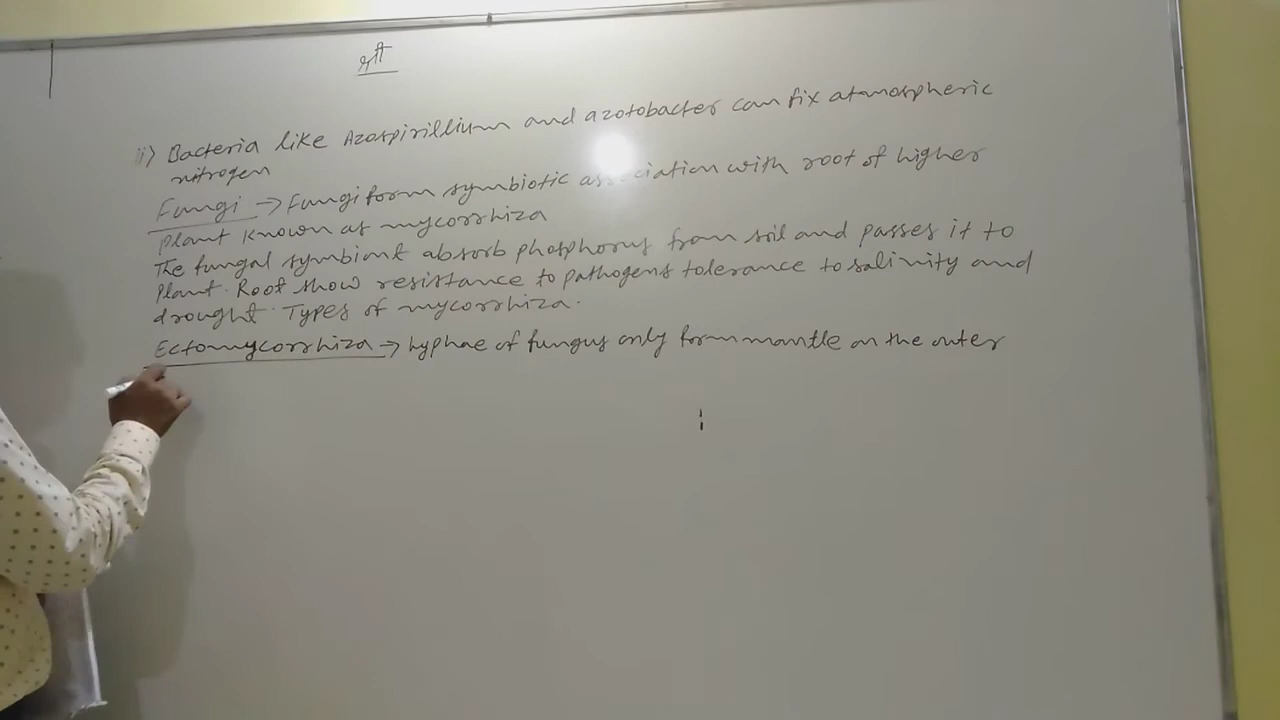 श्री
ii) Bacteria like Azospirillium and azotobacter can fix atamospheric
nitrogen
Fungi → Fungi form symbiotic association with root of higher
plant known as mycorrhiza
The fungal symbiont absorb phosphorus from soil and passes it to
plant. Root show resistance to pathogens tolerance to salinity and
drought. Types of mycorrhiza.
Ectomycorrhiza → hyphae of fungus only form mantle on the outer